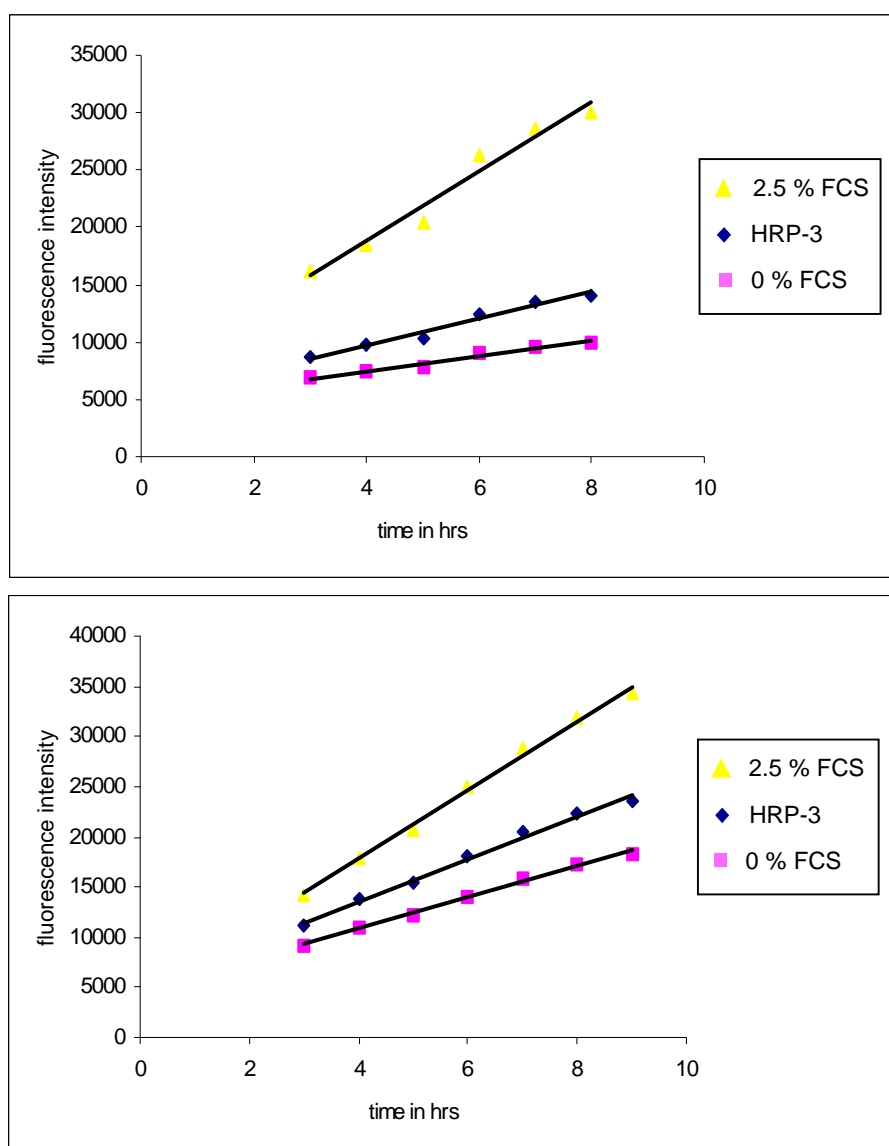 35000
30000
25000
20000
15000
10000
5000
0
fluorescence intensity
0 2 4 6 8 10
time in hrs
2.5 % FCS
HRP-3
0 % FCS
40000
35000
30000
25000
20000
15000
10000
5000
0
fluorescence intensity
0 2 4 6 8 10
time in hrs
2.5 % FCS
HRP-3
0 % FCS